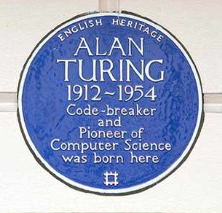 ENGLISH HERITAGE
ALAN
TURING
1912~1954
Code-breaker
and
Pioneer of
Computer Science
was born here